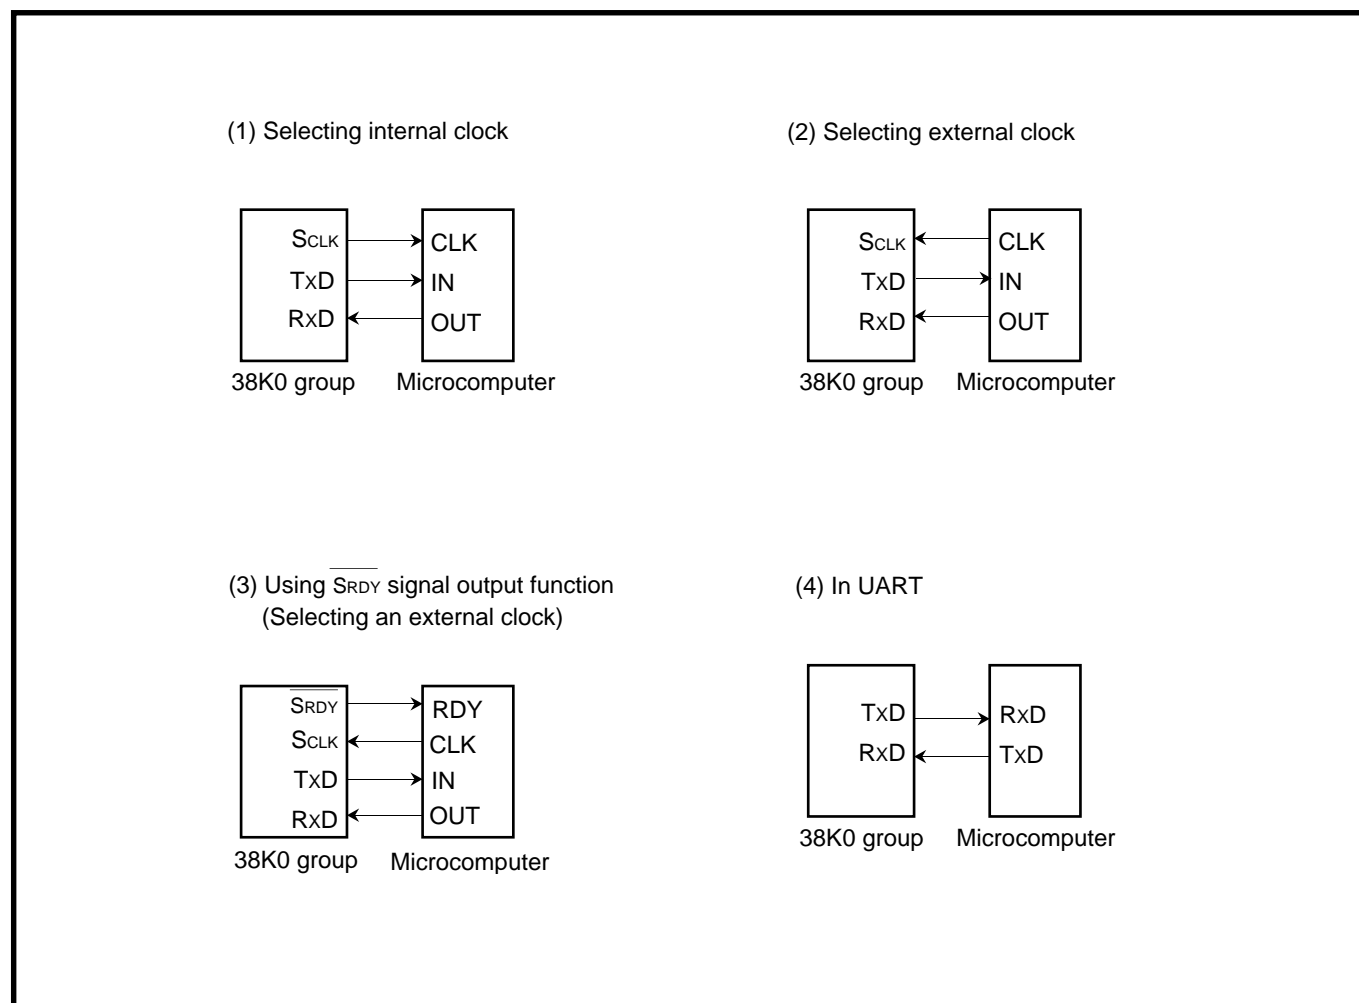 (1) Selecting internal clock
SCLK CLK
TxD IN
RxD OUT
38K0 group Microcomputer
(2) Selecting external clock
SCLK CLK
TxD IN
RxD OUT
38K0 group Microcomputer
(3) Using SRDY signal output function
(Selecting an external clock)
SRDY RDY
SCLK CLK
TxD IN
RxD OUT
38K0 group Microcomputer
(4) In UART
TxD RxD
RxD TxD
38K0 group Microcomputer